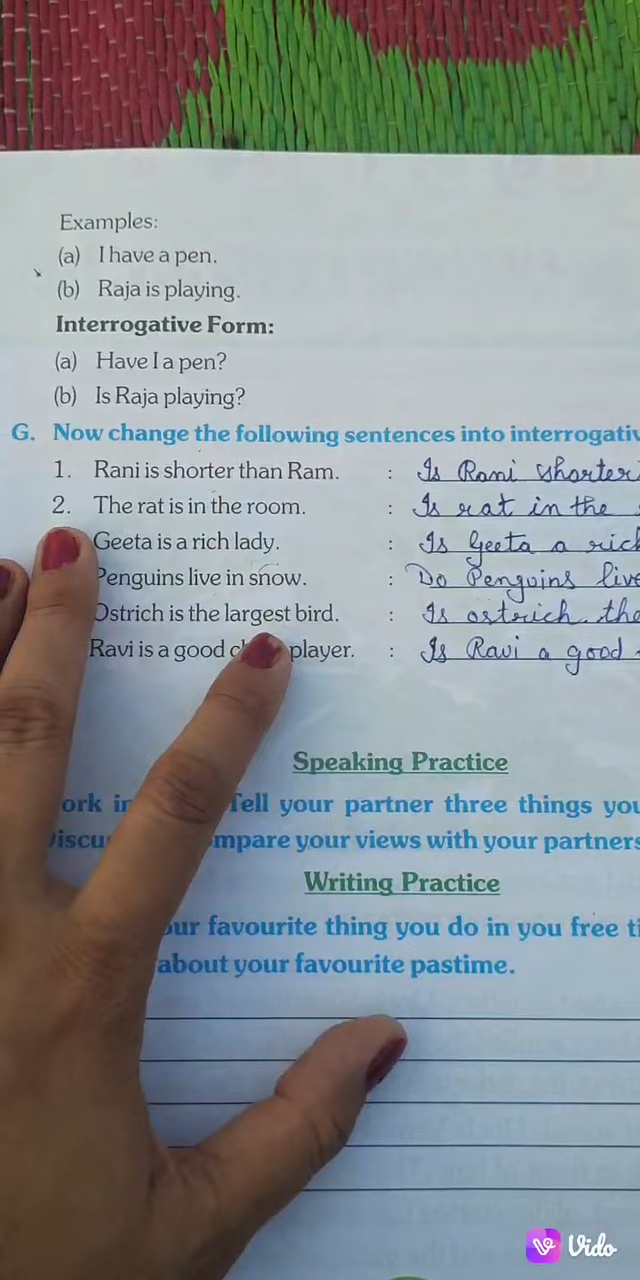 Examples:
(a) I have a pen.
(b) Raja is playing.
Interrogative Form:
(a) Have I a pen?
(b) Is Raja playing?
G. Now change the following sentences into interrogativ
1. Rani is shorter than Ram. : Is Rani shorter
2. The rat is in the room. : Is rat in the
Geeta is a rich lady. : Is Geeta a rich
Penguins live in snow. : Do Penguins live
Ostrich is the largest bird. : Is ostrich the
Ravi is a good player. : Is Ravi a good
Speaking Practice
ork in Tell your partner three things you
mpare your views with your partners
Writing Practice
our favourite thing you do in you free ti
about your favourite pastime.
Vido